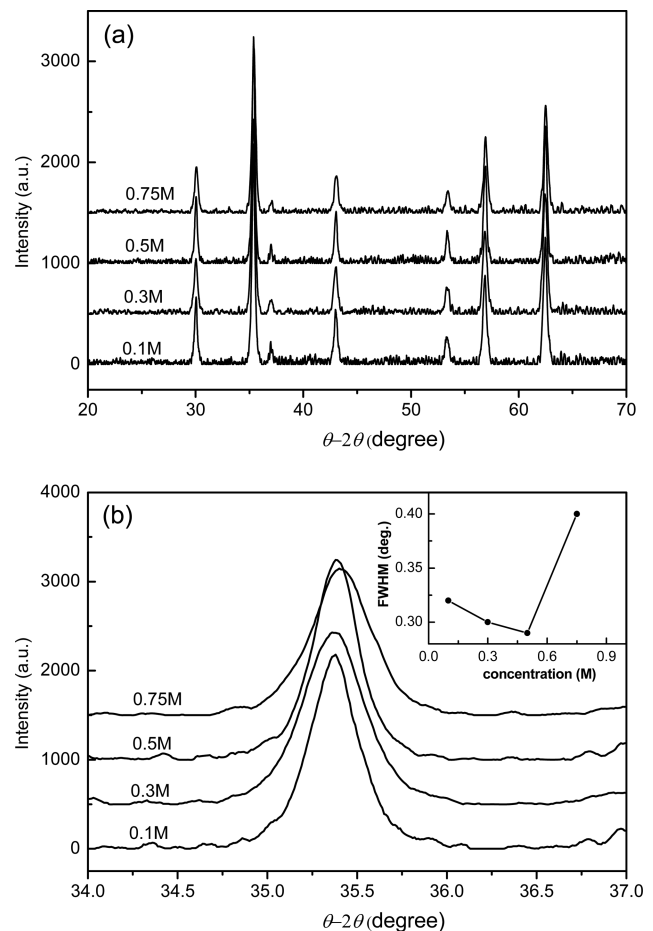 (a)
3000
2000
1000
0
Intensity (a.u.)
0.75M
0.5M
0.3M
0.1M
20 30 40 50 60 70
θ–2θ (degree)
(b)
4000
3000
2000
1000
0
Intensity (a.u.)
0.75M
0.5M
0.3M
0.1M
34.0 34.5 35.0 35.5 36.0 36.5 37.0
θ–2θ (degree)
0.40
0.35
0.30
FWHM (deg.)
0.0 0.3 0.6 0.9
concentration (M)